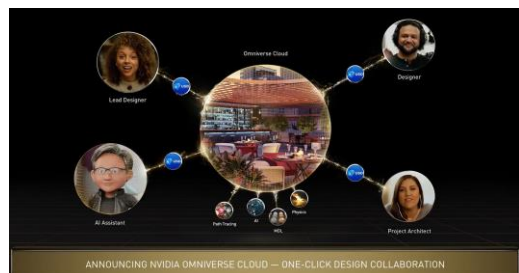 Omniverse Cloud
Lead Designer
Designer
AI Assistant
Project Architect
Path-Tracing
AI
MDL
Physics
ANNOUNCING NVIDIA OMNIVERSE CLOUD — ONE-CLICK DESIGN COLLABORATION